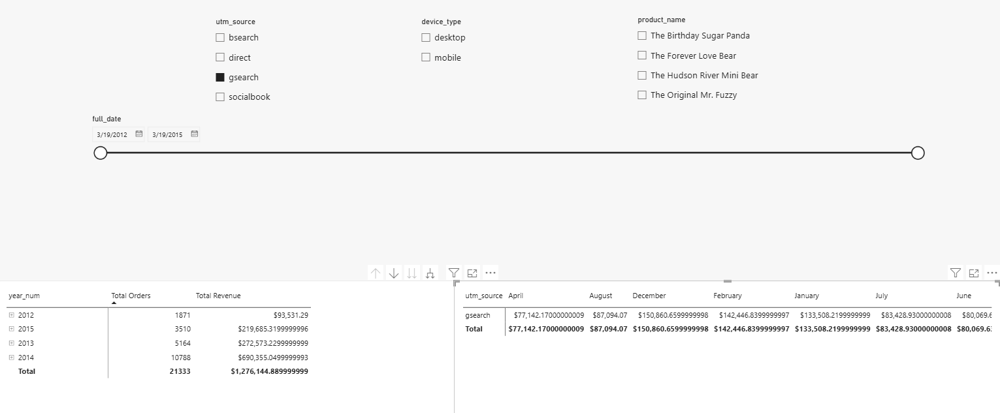 utm_source
bsearch
direct
gsearch
socialbook
device_type
desktop
mobile
product_name
The Birthday Sugar Panda
The Forever Love Bear
The Hudson River Mini Bear
The Original Mr. Fuzzy
full_date
3/19/2012 3/19/2015
year_num Total Orders Total Revenue
2012 1871 $93,531.29
2015 3510 $219,685.3199999996
2013 5164 $272,573.2299999999
2014 10788 $690,355.0499999993
Total 21333 $1,276,144.889999999
utm_source April August December February January July June
gsearch $77,142.17000000009 $87,094.07 $150,860.6599999998 $142,446.8399999997 $133,508.2199999999 $83,428.93000000008 $80,069.6
Total $77,142.17000000009 $87,094.07 $150,860.6599999998 $142,446.8399999997 $133,508.2199999999 $83,428.93000000008 $80,069.6